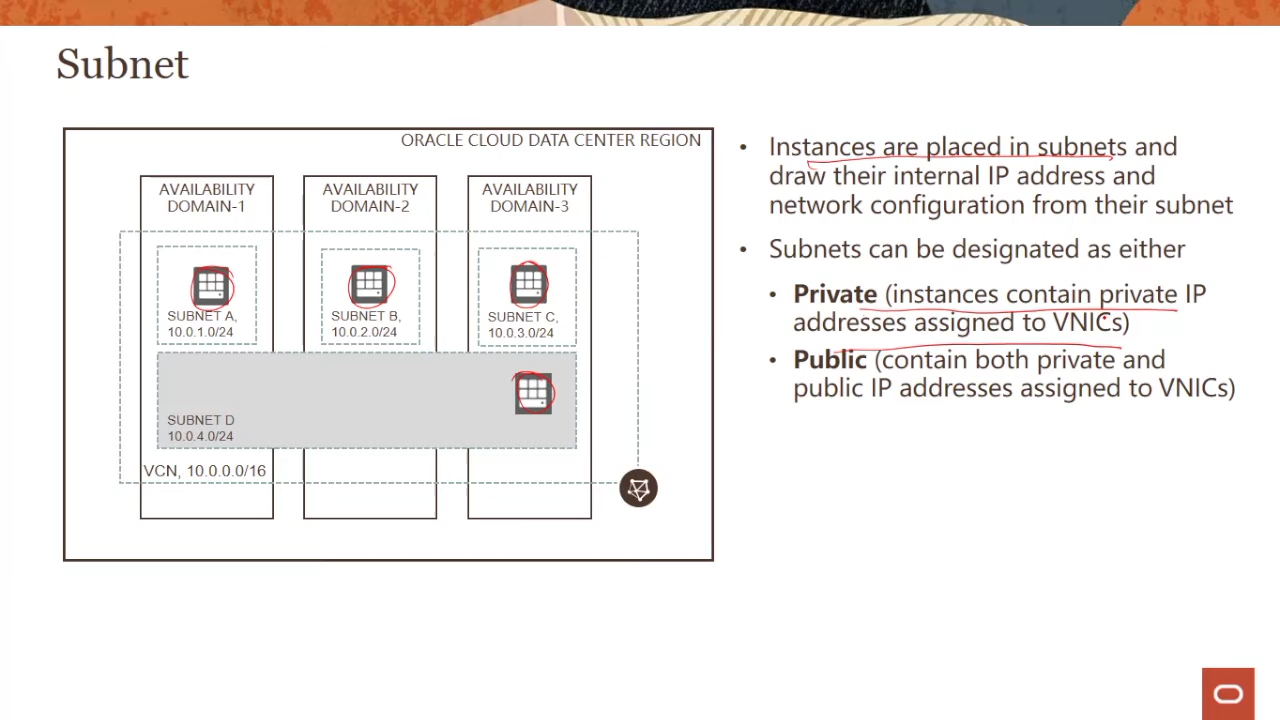 Subnet
ORACLE CLOUD DATA CENTER REGION
AVAILABILITY
DOMAIN-1
AVAILABILITY
DOMAIN-2
AVAILABILITY
DOMAIN-3
SUBNET A,
10.0.1.0/24
SUBNET B,
10.0.2.0/24
SUBNET C,
10.0.3.0/24
SUBNET D
10.0.4.0/24
VCN, 10.0.0.0/16
• Instances are placed in subnets and
draw their internal IP address and
network configuration from their subnet
• Subnets can be designated as either
• Private (instances contain private IP
addresses assigned to VNICs)
• Public (contain both private and
public IP addresses assigned to VNICs)